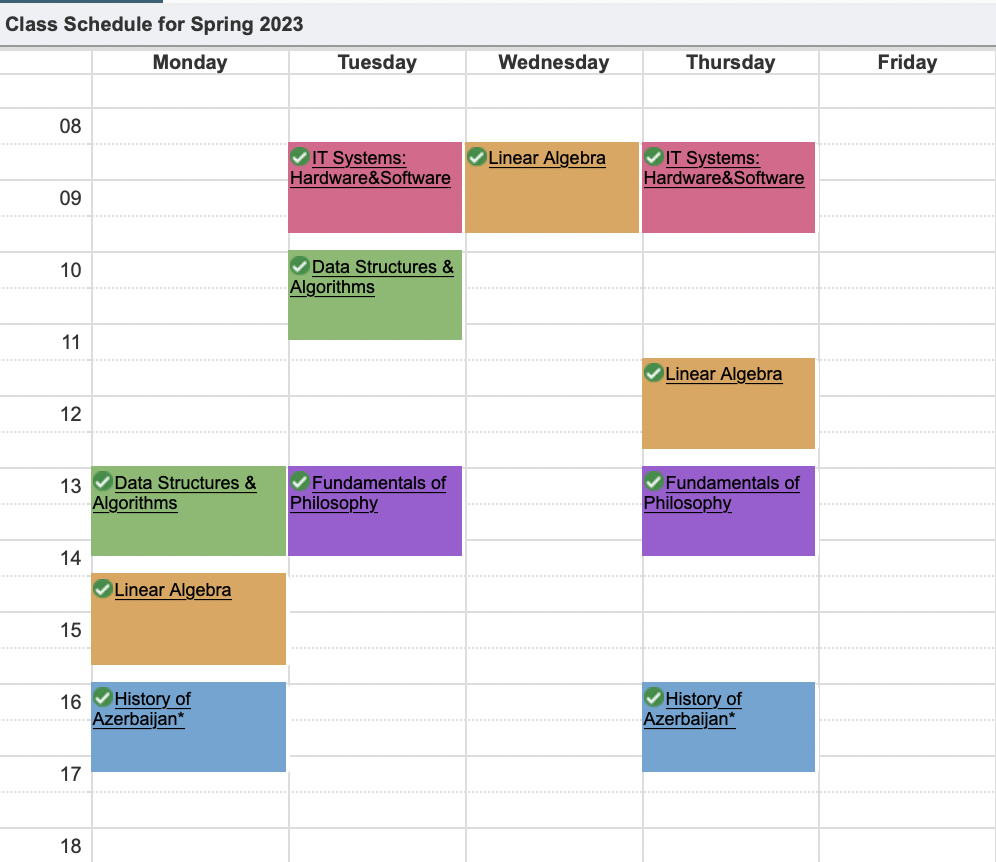 Class Schedule for Spring 2023
Monday Tuesday Wednesday Thursday Friday
08
IT Systems:
Hardware&Software
Linear Algebra
IT Systems:
Hardware&Software
09
10
Data Structures &
Algorithms
11
Linear Algebra
12
13
Data Structures &
Algorithms
Fundamentals of
Philosophy
Fundamentals of
Philosophy
14
Linear Algebra
15
16
History of
Azerbaijan*
History of
Azerbaijan*
17
18